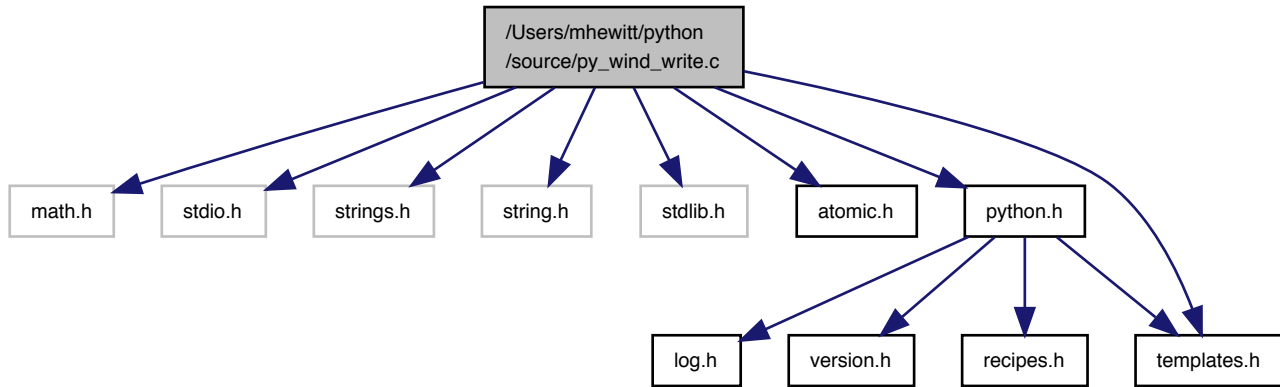 /Users/mhewitt/python
/source/py_wind_write.c
math.h
stdio.h
strings.h
string.h
stdlib.h
atomic.h
python.h
log.h
version.h
recipes.h
templates.h